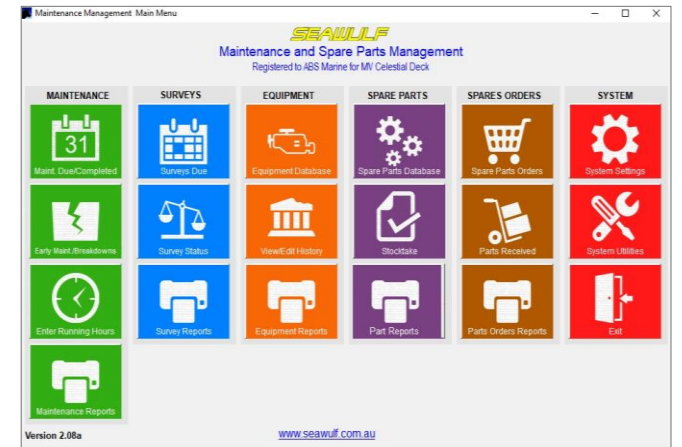 Maintenance Management Main Menu
SEAWULF
Maintenance and Spare Parts Management
Registered to ABS Marine for MV Celestial Deck
MAINTENANCE SURVEYS EQUIPMENT SPARE PARTS SPARES ORDERS SYSTEM
31
Maint. Due/Completed Surveys Due Equipment Database Spare Parts Database Spare Parts Orders System Settings
Early Maint./Breakdowns Survey Status View/Edit History Stocktake Parts Received System Utilities
Enter Running Hours Survey Reports Equipment Reports Part Reports Parts Orders Reports Exit
Maintenance Reports
Version 2.08a www.seawulf.com.au